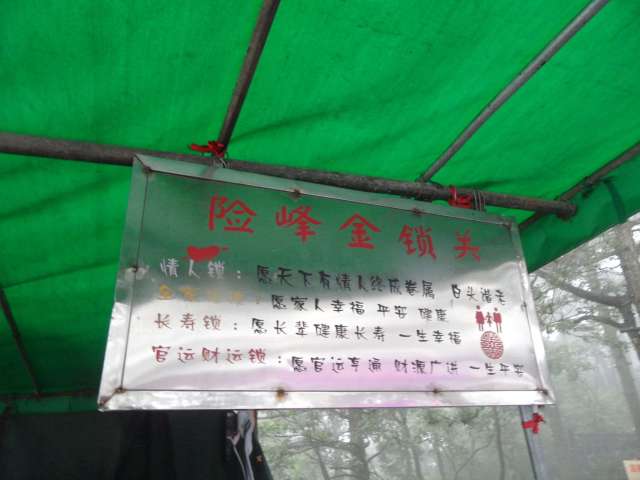 险峰金锁关
情人锁：愿天下有情人终成眷属 白头偕老
愿家人幸福 平安 健康
长寿锁：愿长辈健康长寿 一生幸福
官运财运锁：愿官运亨通 财源广进 一生平安